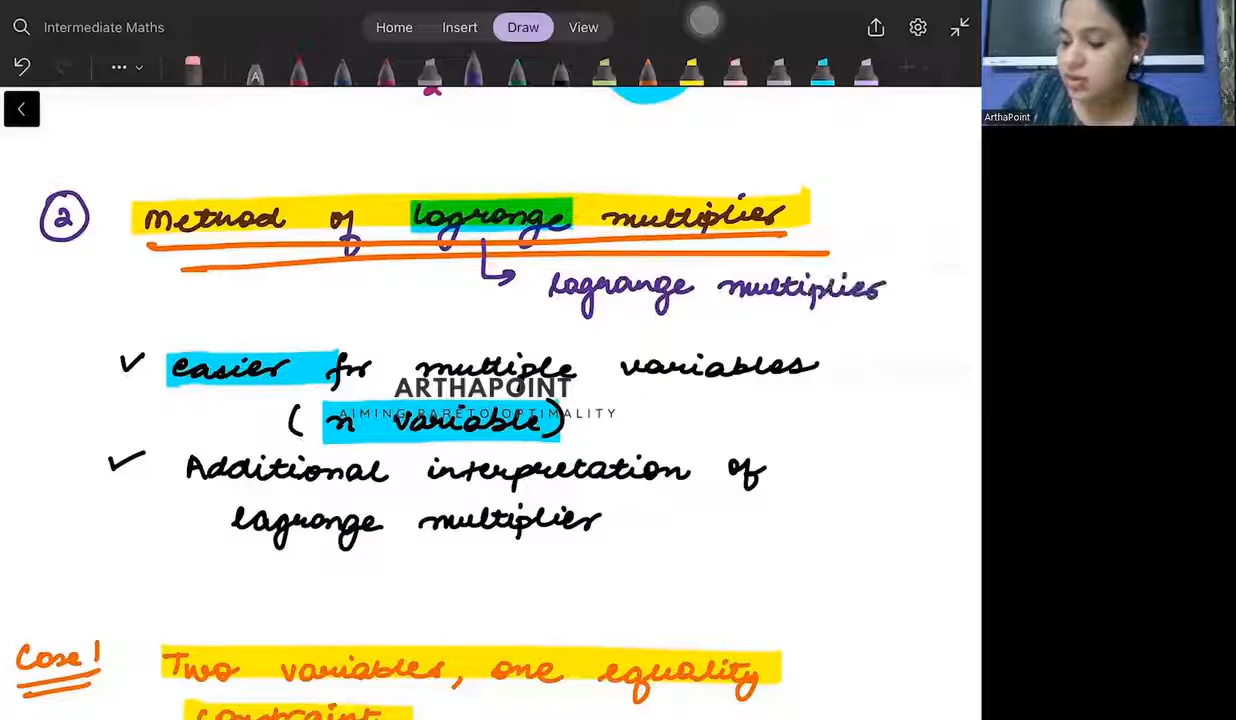 Intermediate Maths
Home Insert Draw View
A
ArthaPoint
2 Method of lagrange multiplier
lagrange multiplier
✓ easier for multiple variables
ARTHAPOINT
AIMING PARETO OPTIMALITY
(n variable)
✓ Additional interpretation of
lagrange multiplier
Case 1 Two variables, one equality
constraint